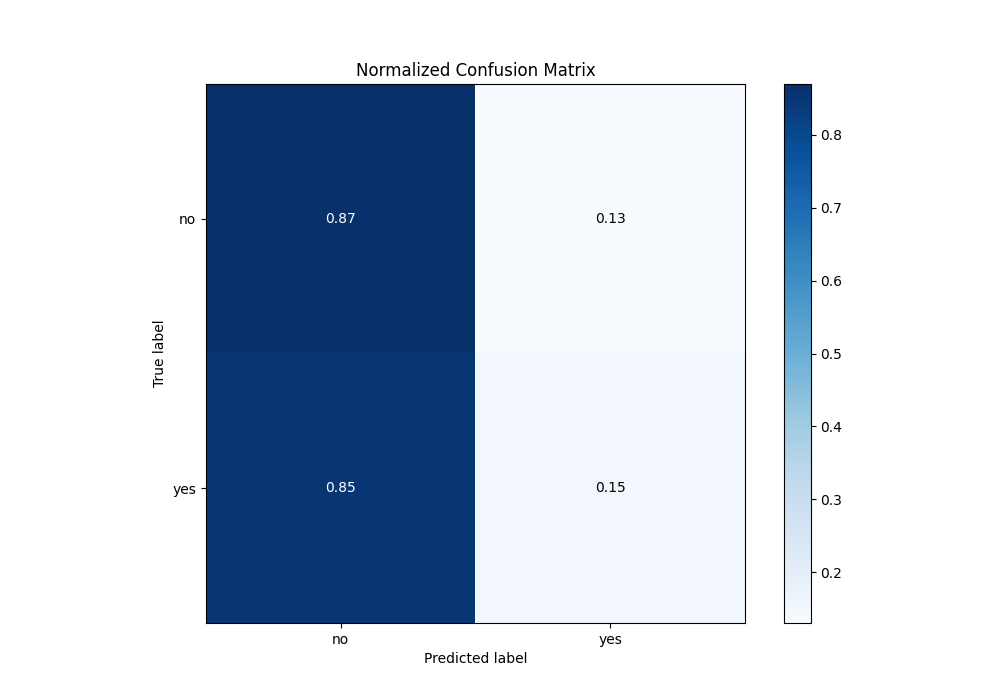 Normalized Confusion Matrix
True label
no
0.87
0.13
yes
0.85
0.15
no
yes
Predicted label
0.8
0.7
0.6
0.5
0.4
0.3
0.2